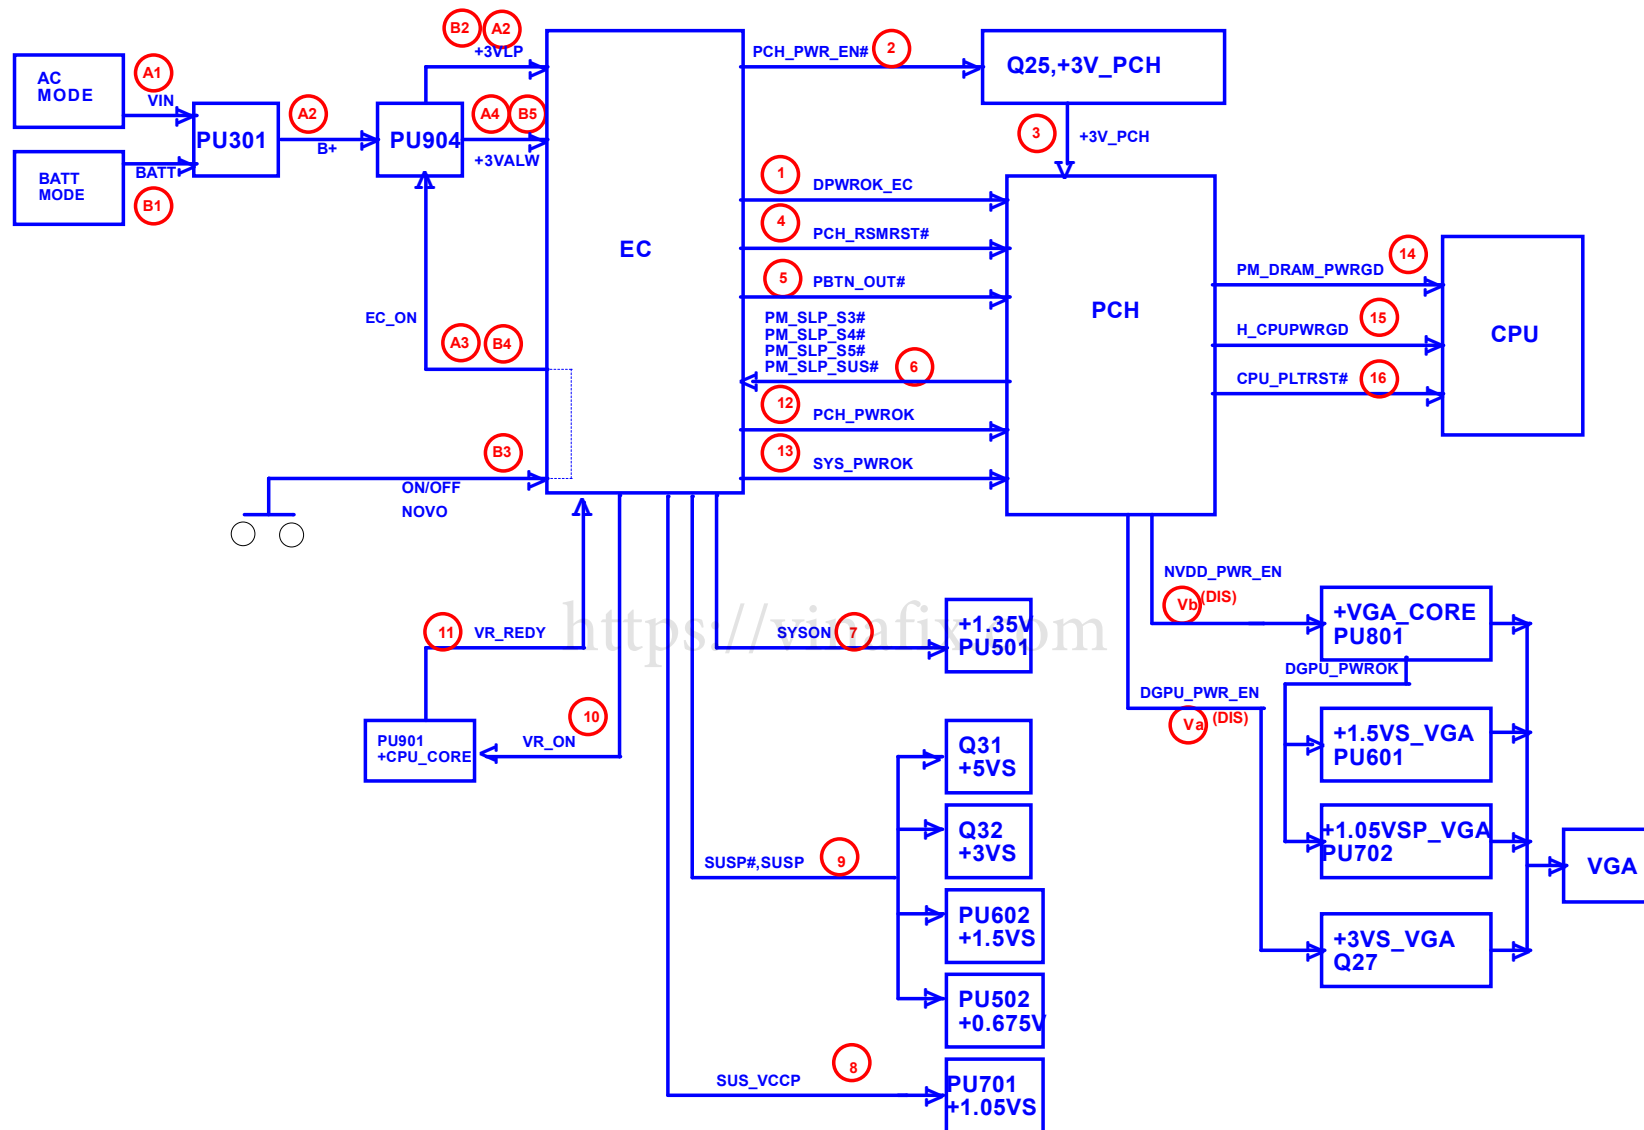 B2
A2
+3VLP
AC
MODE
A1
VIN
PU301
A2
B+
PU904
A4
B5
+3VALW
BATT
MODE
BATT
B1
EC_ON
A3
B4
B3
ON/OFF
NOVO
EC
PCH_PWR_EN#
2
Q25,+3V_PCH
3
+3V_PCH
1
DPWROK_EC
4
PCH_RSMRST#
5
PBTN_OUT#
PM_SLP_S3#
PM_SLP_S4#
PM_SLP_S5#
PM_SLP_SUS#
6
12
PCH_PWROK
13
SYS_PWROK
PCH
PM_DRAM_PWRGD
14
H_CPUPWRGD
15
CPU_PLTRST#
16
CPU
11
VR_REDY
10
VR_ON
PU901
+CPU_CORE
https://vinafix.com
SYSON
7
+1.35V
PU501
Q31
+5VS
Q32
+3VS
SUSP#,SUSP
9
PU602
+1.5VS
PU502
+0.675V
SUS_VCCP
8
PU701
+1.05VS
NVDD_PWR_EN
Vb
(DIS)
+VGA_CORE
PU801
DGPU_PWROK
DGPU_PWR_EN
Va
(DIS)
+1.5VS_VGA
PU601
+1.05VSP_VGA
PU702
+3VS_VGA
Q27
VGA